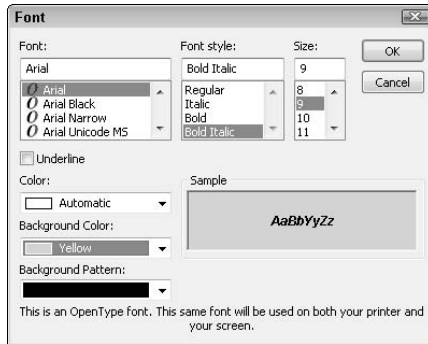 Font
Font: Font style: Size:
Arial Bold Italic 9 OK
Arial Regular 8 Cancel
Arial Black Italic 9
Arial Narrow Bold 10
Arial Unicode MS Bold Italic 11
Underline
Color: Sample
Automatic
AaBbYyZz
Background Color:
Yellow
Background Pattern:
This is an OpenType font. This same font will be used on both your printer and
your screen.